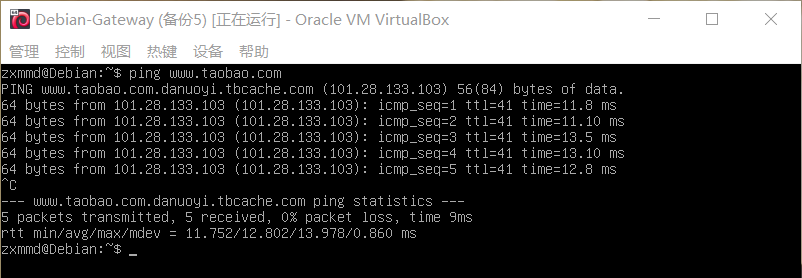 Debian-Gateway (备份5) [正在运行] - Oracle VM VirtualBox
管理 控制 视图 热键 设备 帮助
zxmmd@Debian:~$ ping www.taobao.com
PING www.taobao.com.danuoyi.tbcache.com (101.28.133.103) 56(84) bytes of data.
64 bytes from 101.28.133.103 (101.28.133.103): icmp_seq=1 ttl=41 time=11.8 ms
64 bytes from 101.28.133.103 (101.28.133.103): icmp_seq=2 ttl=41 time=11.10 ms
64 bytes from 101.28.133.103 (101.28.133.103): icmp_seq=3 ttl=41 time=13.5 ms
64 bytes from 101.28.133.103 (101.28.133.103): icmp_seq=4 ttl=41 time=13.10 ms
64 bytes from 101.28.133.103 (101.28.133.103): icmp_seq=5 ttl=41 time=12.8 ms
^C
--- www.taobao.com.danuoyi.tbcache.com ping statistics ---
5 packets transmitted, 5 received, 0% packet loss, time 9ms
rtt min/avg/max/mdev = 11.752/12.802/13.978/0.860 ms
zxmmd@Debian:~$ _